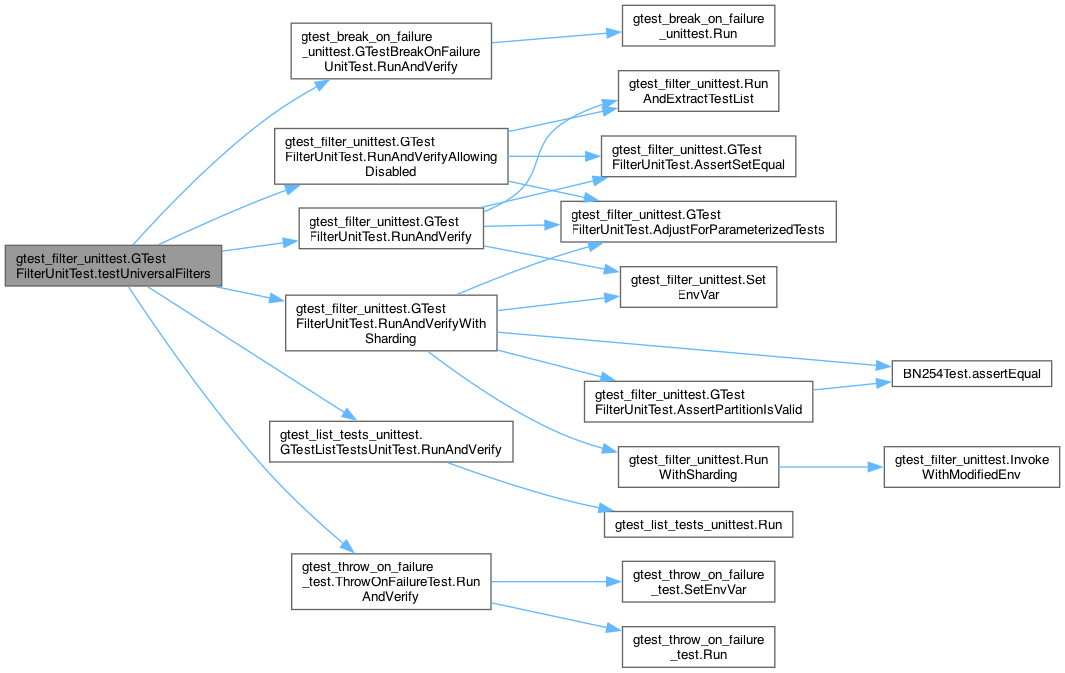 gtest_break_on_failure
_unittest.GTestBreakOnFailure
UnitTest.RunAndVerify
gtest_break_on_failure
_unittest.Run
gtest_filter_unittest.Run
AndExtractTestList
gtest_filter_unittest.GTest
FilterUnitTest.RunAndVerifyAllowing
Disabled
gtest_filter_unittest.GTest
FilterUnitTest.AssertSetEqual
gtest_filter_unittest.GTest
FilterUnitTest.RunAndVerify
gtest_filter_unittest.GTest
FilterUnitTest.AdjustForParameterizedTests
gtest_filter_unittest.GTest
FilterUnitTest.testUniversalFilters
gtest_filter_unittest.Set
EnvVar
gtest_filter_unittest.GTest
FilterUnitTest.RunAndVerifyWith
Sharding
BN254Test.assertEqual
gtest_filter_unittest.GTest
FilterUnitTest.AssertPartitionIsValid
gtest_list_tests_unittest.
GTestListTestsUnitTest.RunAndVerify
gtest_filter_unittest.Run
WithSharding
gtest_filter_unittest.Invoke
WithModifiedEnv
gtest_list_tests_unittest.Run
gtest_throw_on_failure
_test.ThrowOnFailureTest.Run
AndVerify
gtest_throw_on_failure
_test.SetEnvVar
gtest_throw_on_failure
_test.Run